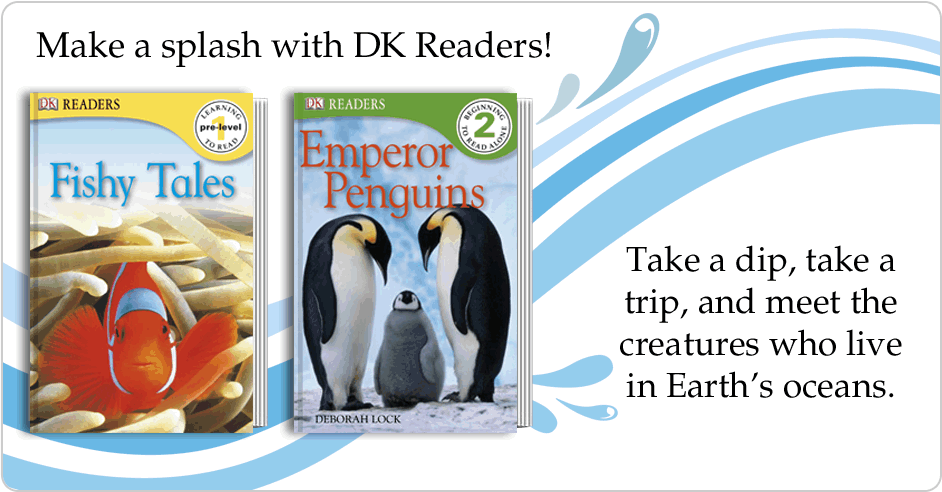 Make a splash with DK Readers!
DK READERS
LEARNING
pre-level 1
TO READ
Fishy Tales
DK READERS
BEGINNING
2
TO READ ALONE
Emperor
Penguins
DEBORAH LOCK
Take a dip, take a
trip, and meet the
creatures who live
in Earth’s oceans.